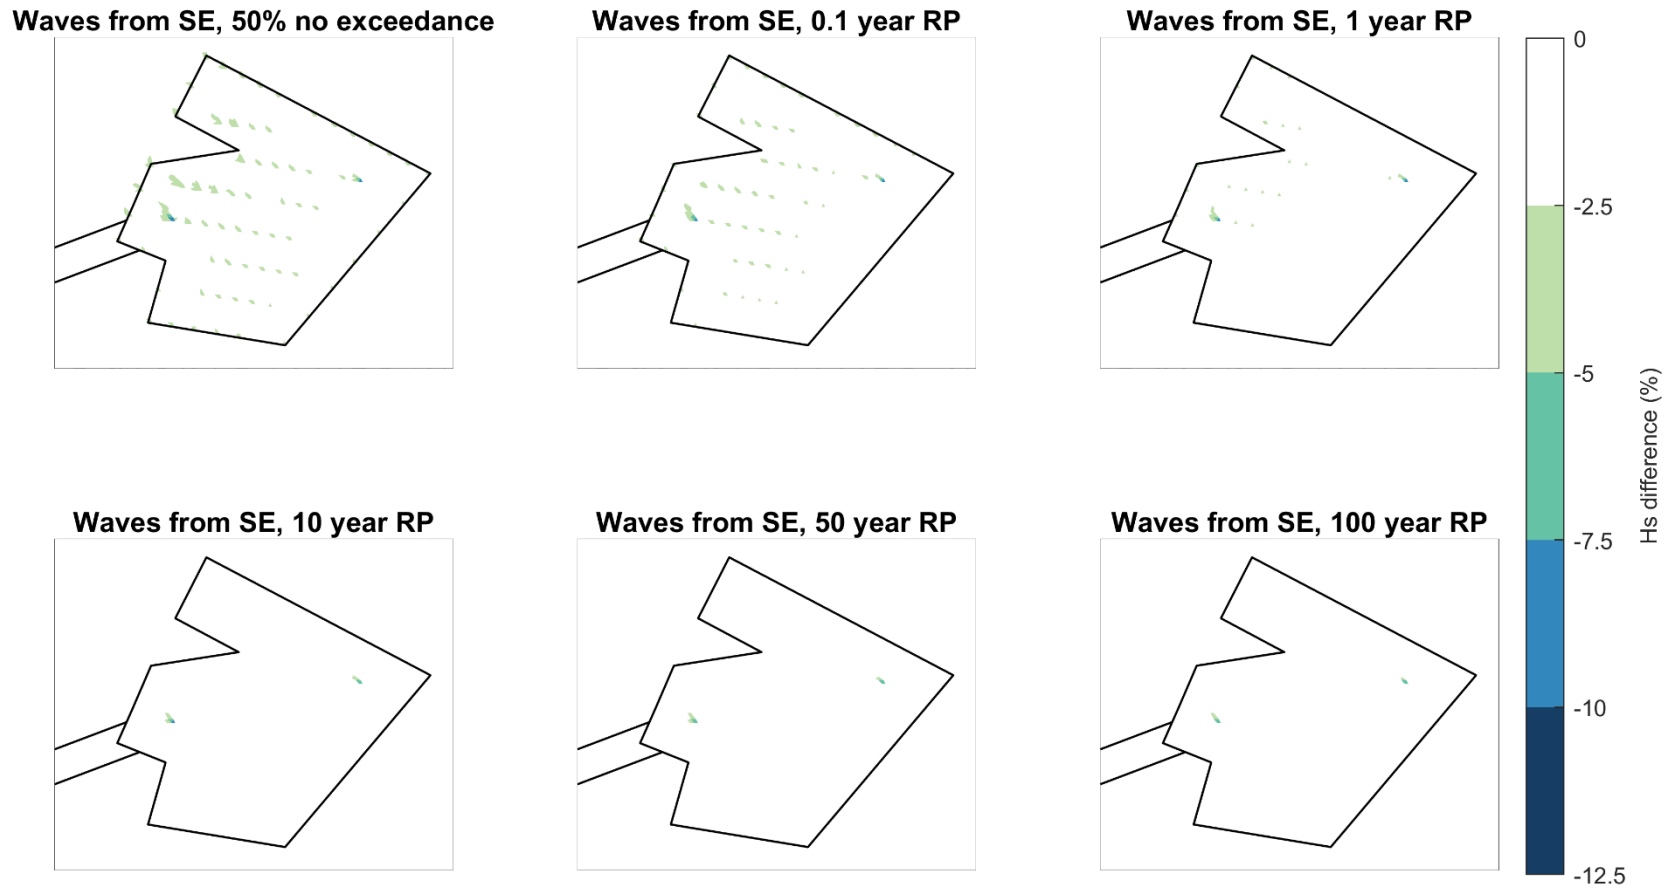 Waves from SE, 50% no exceedance
Waves from SE, 0.1 year RP
Waves from SE, 1 year RP
0
-2.5
-5
-7.5
-10
-12.5
Hs difference (%)
Waves from SE, 10 year RP
Waves from SE, 50 year RP
Waves from SE, 100 year RP